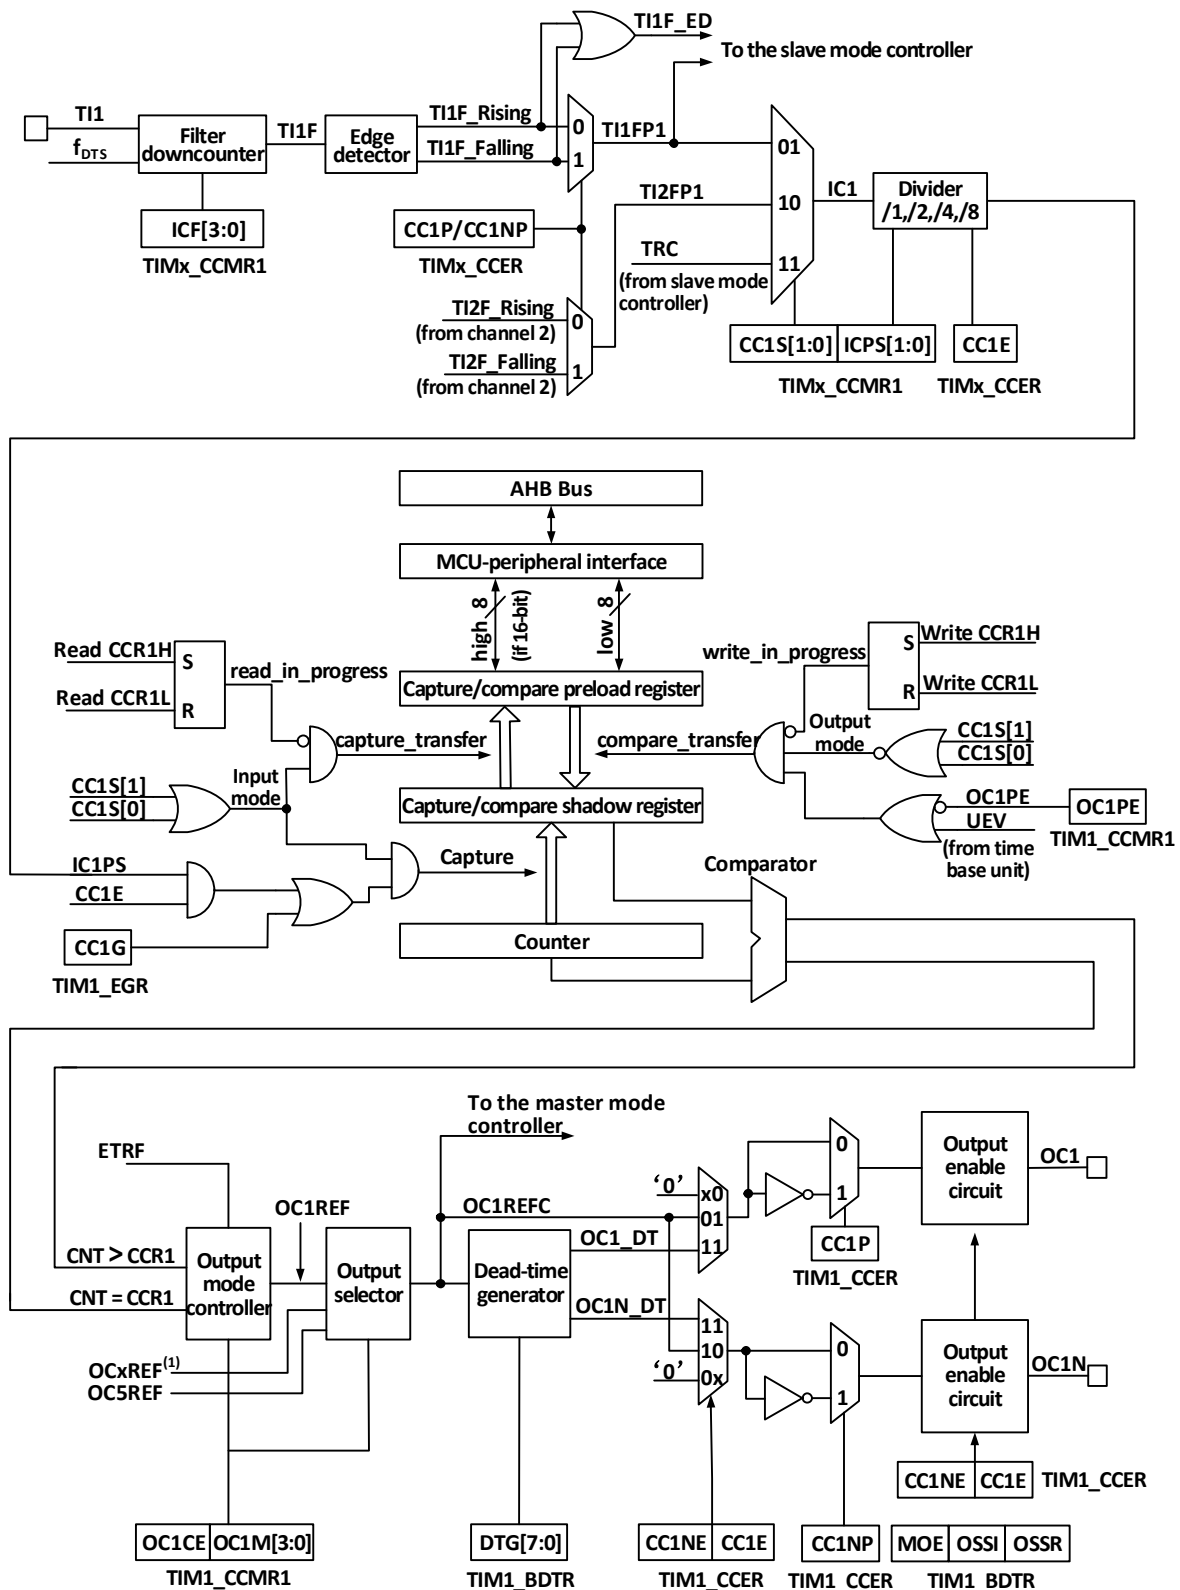 TI1F_ED
To the slave mode controller
TI1
f_DTS
Filter
downcounter
TI1F
Edge
detector
TI1F_Rising
TI1F_Falling
0
1
TI1FP1
01
10
11
TI2FP1
TRC
(from slave mode
controller)
IC1
Divider
/1,/2,/4,/8
ICF[3:0]
TIMx_CCMR1
CC1P/CC1NP
TIMx_CCER
TI2F_Rising
(from channel 2)
TI2F_Falling
(from channel 2)
0
1
CC1S[1:0]
ICPS[1:0]
CC1E
TIMx_CCMR1
TIMx_CCER
AHB Bus
MCU-peripheral interface
high
8
(if 16-bit)
low
8
Read CCR1H
Read CCR1L
S
R
read_in_progress
Capture/compare preload register
write_in_progress
S
R
Write CCR1H
Write CCR1L
capture_transfer
compare_transfer
Output
mode
CC1S[1]
CC1S[0]
CC1S[1]
CC1S[0]
Input
mode
Capture/compare shadow register
OC1PE
UEV
(from time
base unit)
OC1PE
TIM1_CCMR1
IC1PS
CC1E
Capture
Comparator
CC1G
TIM1_EGR
Counter
To the master mode
controller
ETRF
OC1REF
OC1REFC
'0'
x0
01
11
0
1
Output
enable
circuit
OC1
CNT > CCR1
CNT = CCR1
Output
mode
controller
Output
selector
Dead-time
generator
OC1_DT
OC1N_DT
CC1P
TIM1_CCER
11
10
0x
'0'
0
1
Output
enable
circuit
OC1N
OCxREF(1)
OC5REF
CC1NE
CC1E
TIM1_CCER
OC1CE
OC1M[3:0]
TIM1_CCMR1
DTG[7:0]
TIM1_BDTR
CC1NE
CC1E
TIM1_CCER
CC1NP
TIM1_CCER
MOE
OSSI
OSSR
TIM1_BDTR